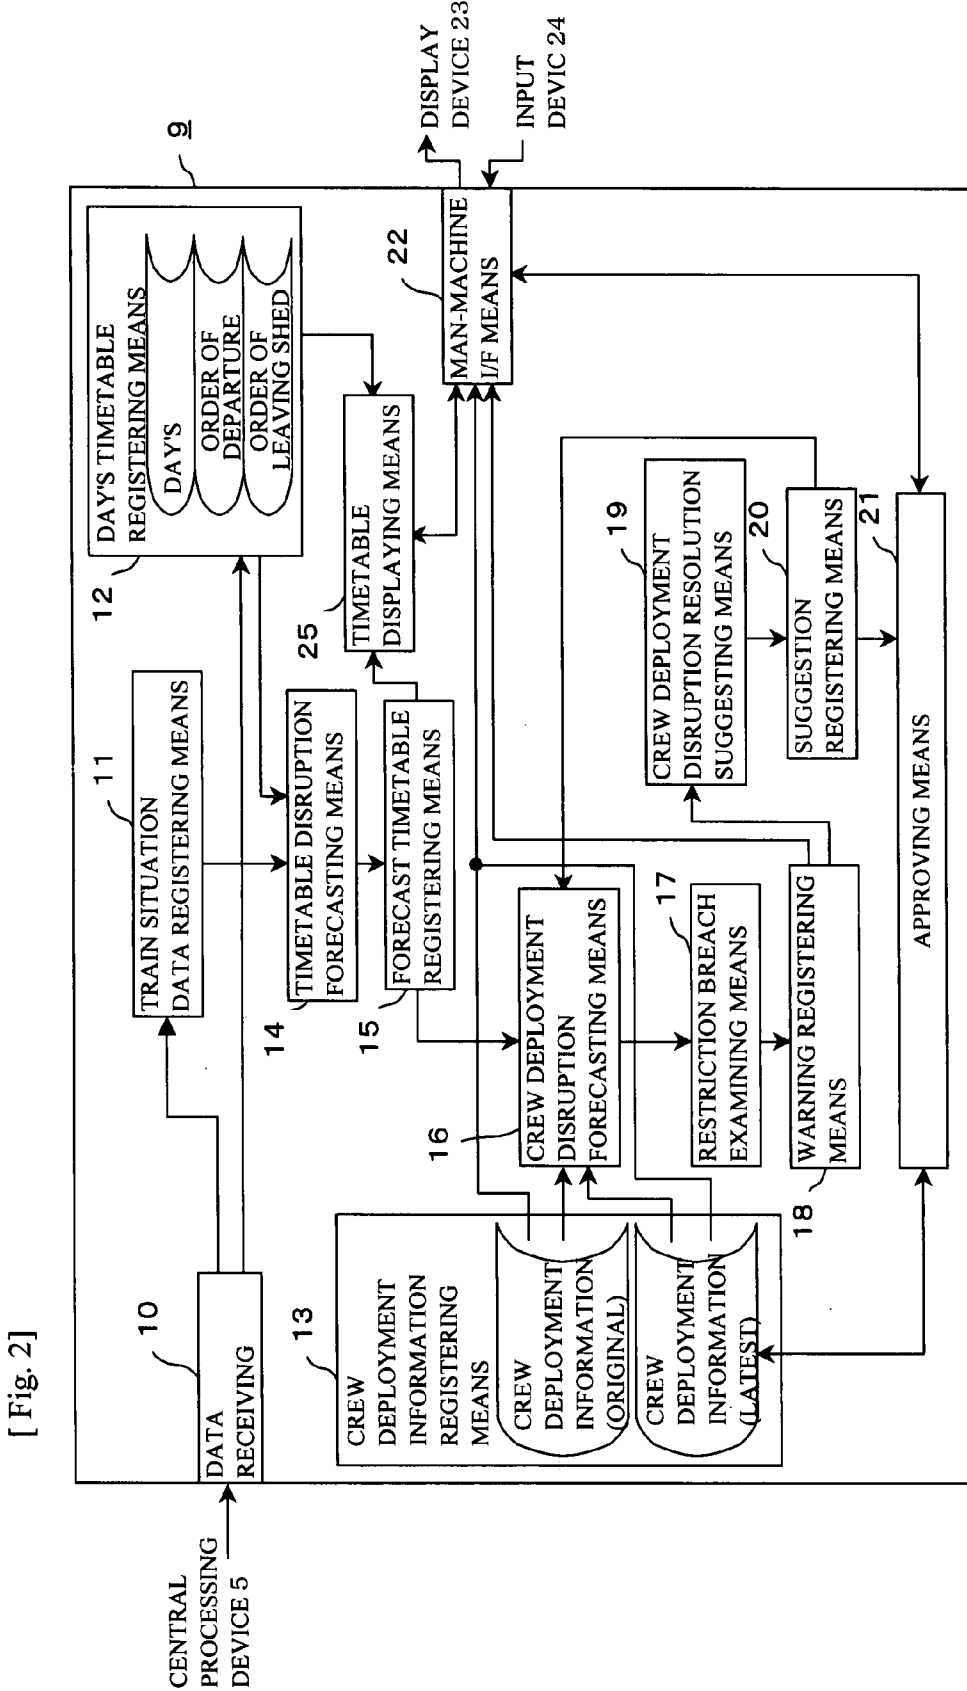 [ Fig. 2]
CENTRAL
PROCESSING
DEVICE 5
10
DATA
RECEIVING
11
TRAIN SITUATION
DATA REGISTERING MEANS
12
DAY'S TIMETABLE
REGISTERING MEANS
DAY'S
ORDER OF
DEPARTURE
ORDER OF
LEAVING SHED
9
13
CREW
DEPLOYMENT
INFORMATION
REGISTERING
MEANS
CREW
DEPLOYMENT
INFORMATION
(ORIGINAL)
CREW
DEPLOYMENT
INFORMATION
(LATEST)
14
TIMETABLE DISRUPTION
FORECASTING MEANS
15
FORECAST TIMETABLE
REGISTERING MEANS
25
TIMETABLE
DISPLAYING MEANS
16
CREW DEPLOYMENT
DISRUPTION
FORECASTING MEANS
17
RESTRICTION BREACH
EXAMINING MEANS
18
WARNING REGISTERING
MEANS
19
CREW DEPLOYMENT
DISRUPTION RESOLUTION
SUGGESTING MEANS
20
SUGGESTION
REGISTERING MEANS
21
APPROVING MEANS
22
MAN-MACHINE
I/F MEANS
DISPLAY
DEVICE 23
INPUT
DEVIC 24